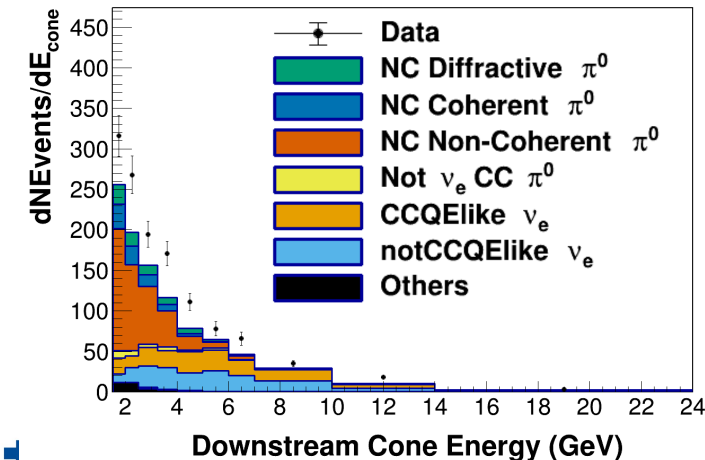 dNEvents/dE_cone
450
400
350
300
250
200
150
100
50
0
Data
NC Diffractive π⁰
NC Coherent π⁰
NC Non-Coherent π⁰
Not νₑ CC π⁰
CCQElike νₑ
notCCQElike νₑ
Others
2 4 6 8 10 12 14 16 18 20 22 24
Downstream Cone Energy (GeV)